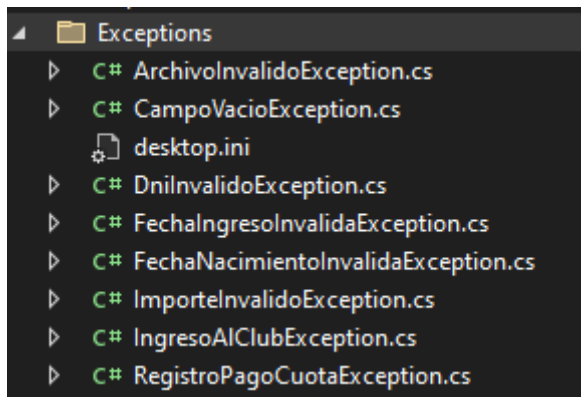 Exceptions
C# ArchivoInvalidoException.cs
C# CampoVacioException.cs
desktop.ini
C# DniInvalidoException.cs
C# FechaIngresoInvalidaException.cs
C# FechaNacimientoInvalidaException.cs
C# ImporteInvalidoException.cs
C# IngresoAlClubException.cs
C# RegistroPagoCuotaException.cs